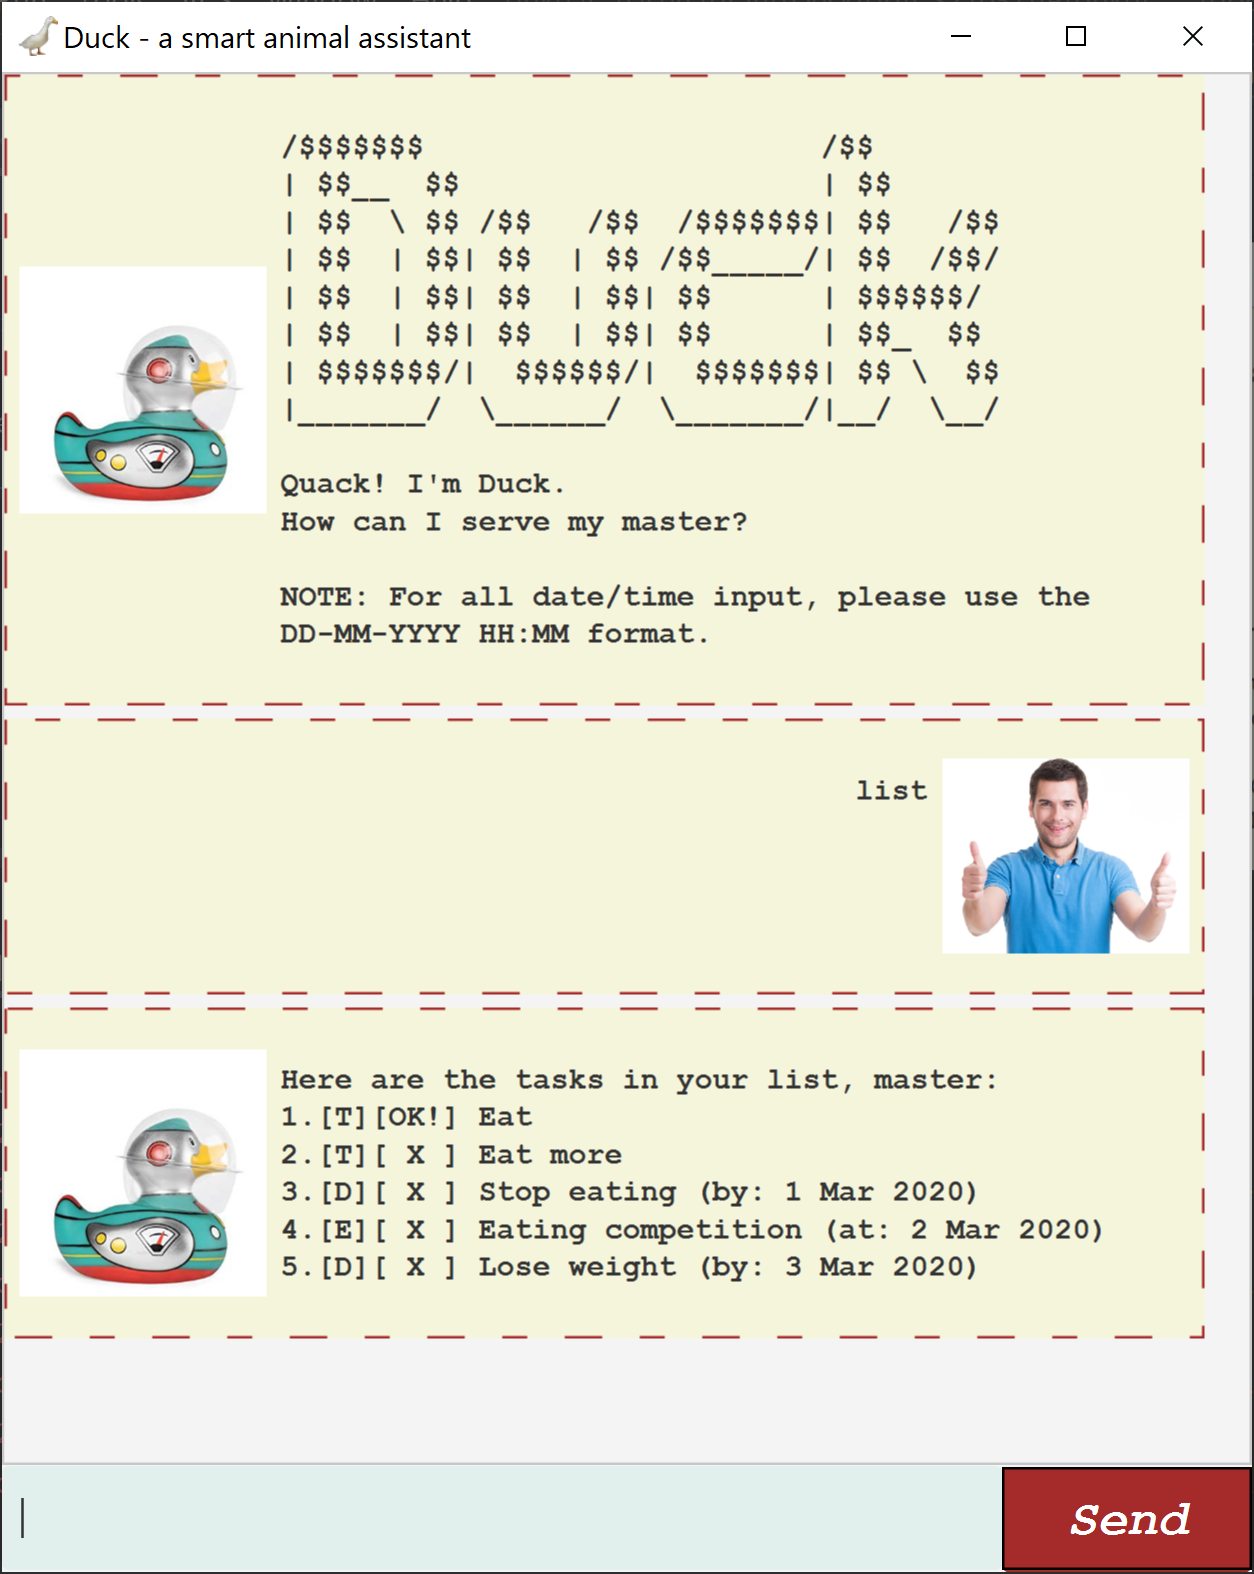 Duck - a smart animal assistant
 /$$$$$$$                      /$$
| $$__  $$                    | $$
| $$  \ $$ /$$   /$$  /$$$$$$$| $$   /$$
| $$  | $$| $$  | $$ /$$_____/| $$  /$$/
| $$  | $$| $$  | $$| $$      | $$$$$$/
| $$  | $$| $$  | $$| $$      | $$_  $$
| $$$$$$$/|  $$$$$$/|  $$$$$$$| $$ \  $$
|_______/  \______/  \_______/|__/  \__/
Quack! I'm Duck.
How can I serve my master?
NOTE: For all date/time input, please use the
DD-MM-YYYY HH:MM format.
list
Here are the tasks in your list, master:
1.[T][OK!] Eat
2.[T][ X ] Eat more
3.[D][ X ] Stop eating (by: 1 Mar 2020)
4.[E][ X ] Eating competition (at: 2 Mar 2020)
5.[D][ X ] Lose weight (by: 3 Mar 2020)
Send